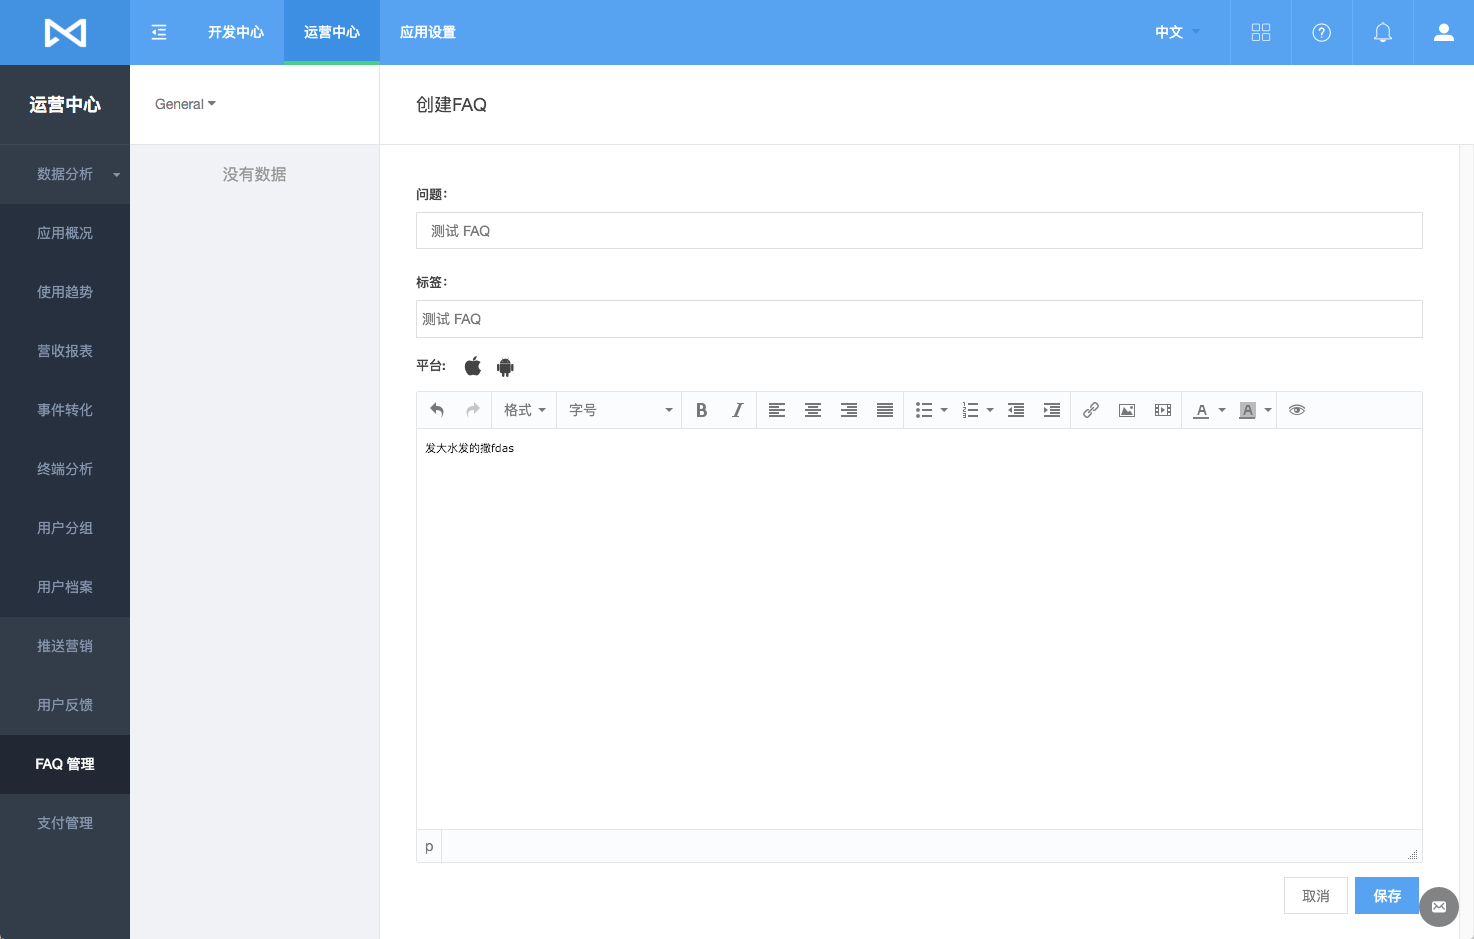 开发中心
运营中心
应用设置
中文
运营中心
数据分析
应用概况
使用趋势
营收报表
事件转化
终端分析
用户分组
用户档案
推送营销
用户反馈
FAQ 管理
支付管理
General
没有数据
创建FAQ
问题：
测试 FAQ
标签：
测试 FAQ
平台:
格式
字号
发大水发的撒fdas
p
取消
保存